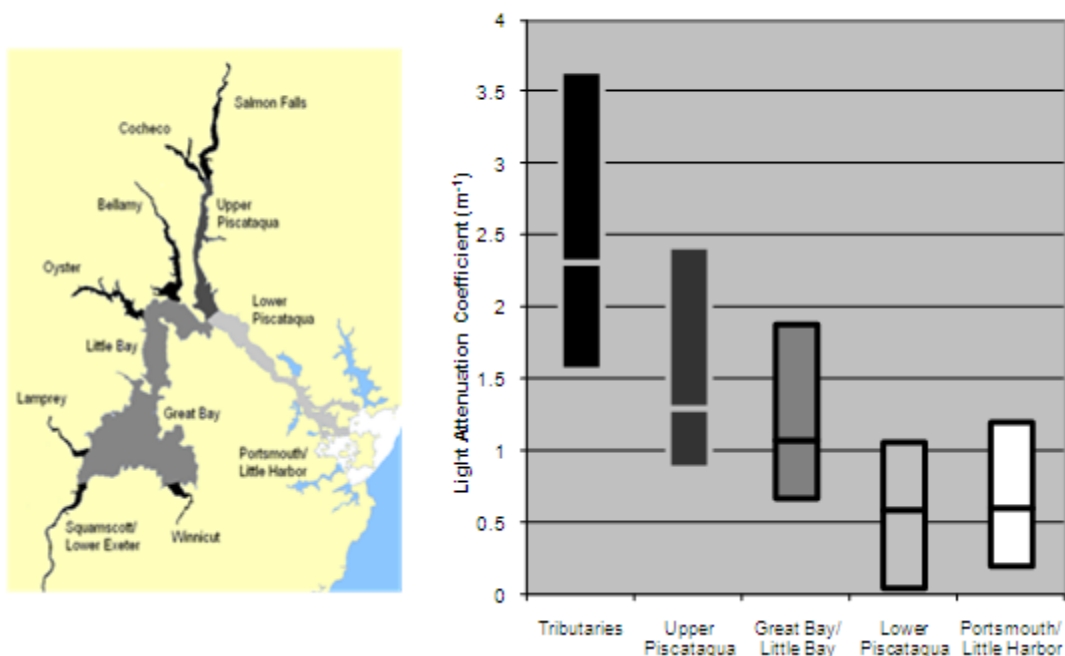 Salmon Falls
Cocheco
Bellamy
Upper
Piscataqua
Oyster
Lower
Piscataqua
Little Bay
Lamprey
Great Bay
Portsmouth/
Little Harbor
Squamscott/
Lower Exeter
Winnicut
Light Attenuation Coefficient (m⁻¹)
4
3.5
3
2.5
2
1.5
1
0.5
0
Tributaries
Upper
Piscataqua
Great Bay/
Little Bay
Lower
Piscataqua
Portsmouth/
Little Harbor